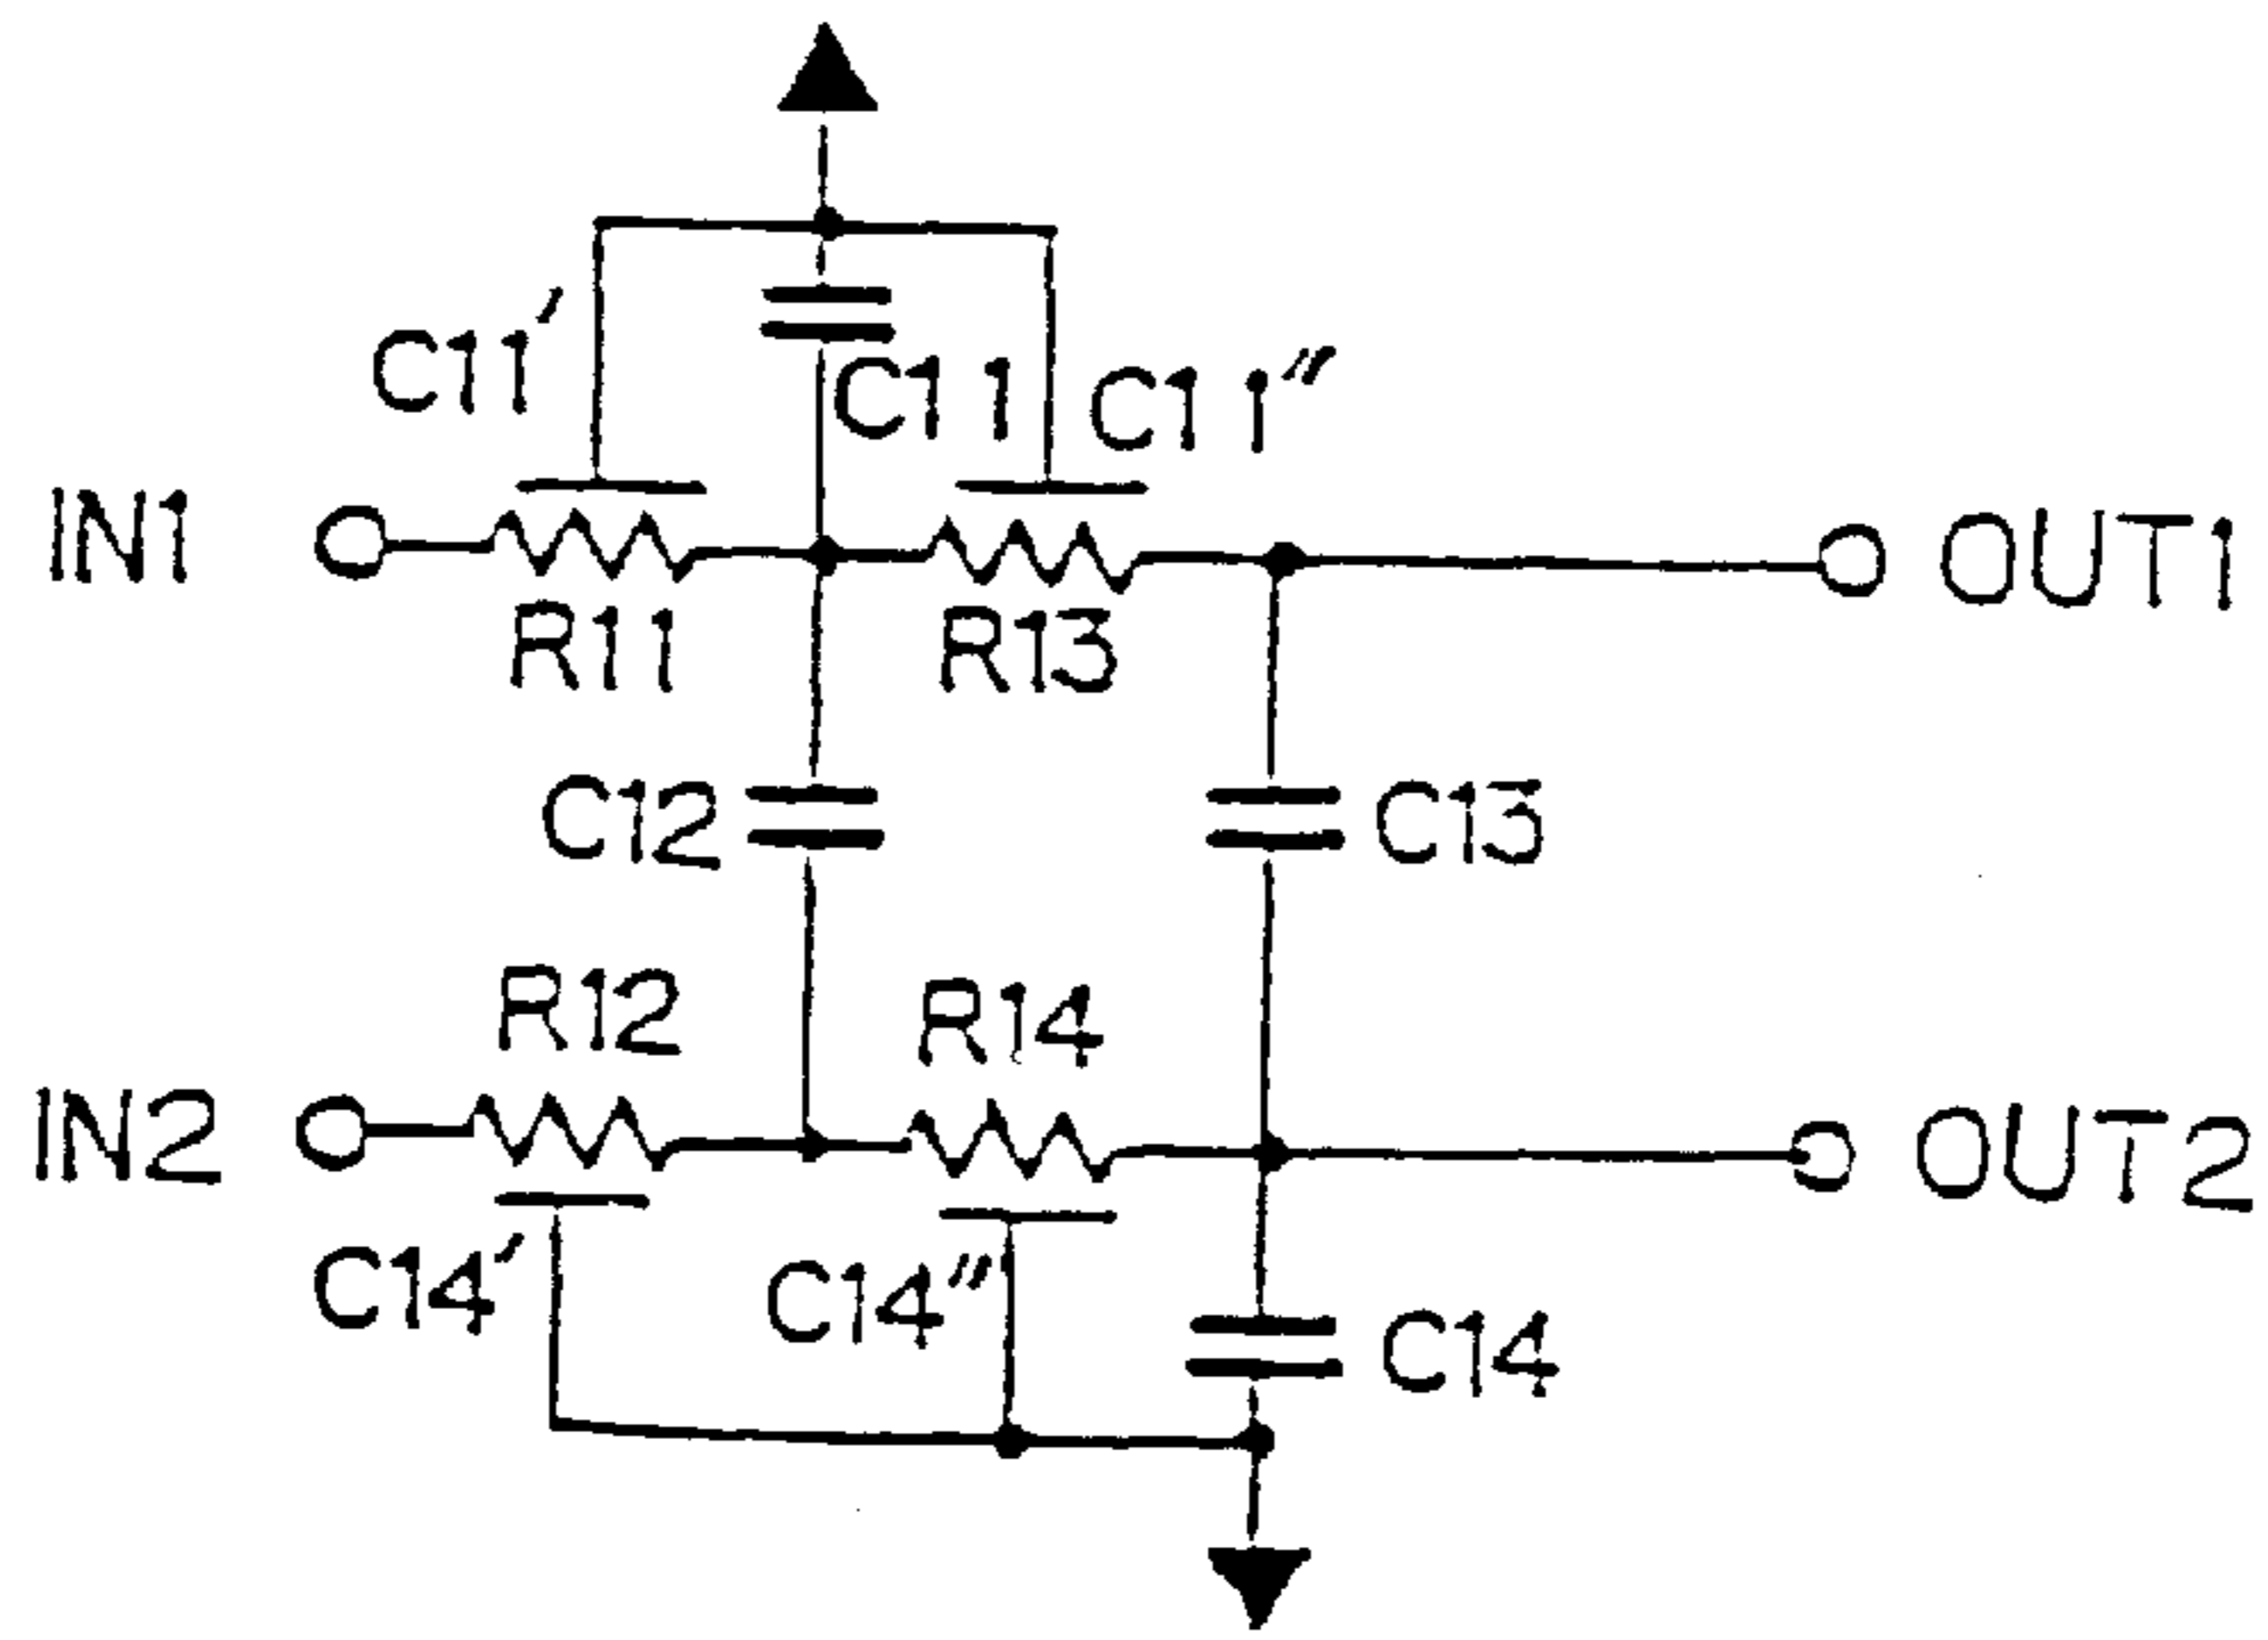 C11′
C11
C11″
IN1
OUT1
R11
R13
C12
C13
R12
R14
IN2
OUT2
C14′
C14″
C14